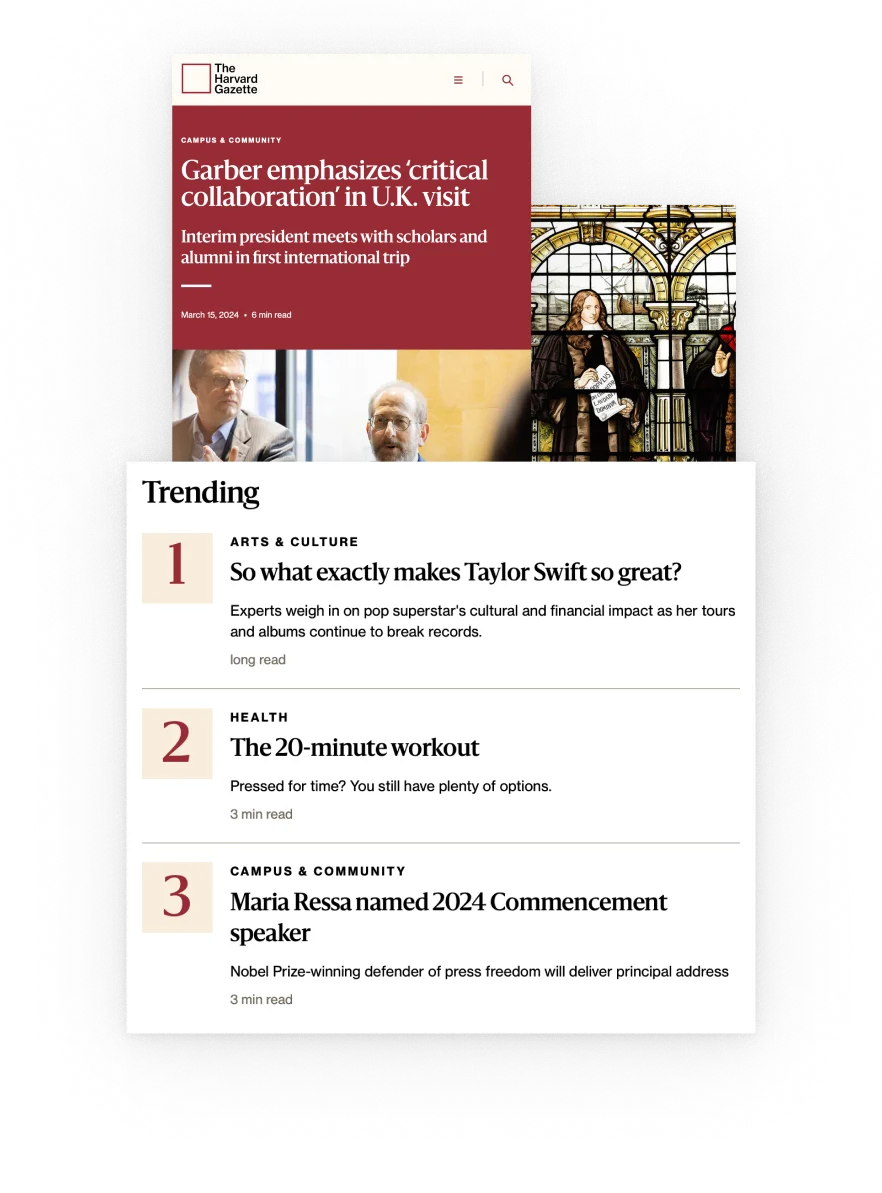 The
Harvard
Gazette
CAMPUS & COMMUNITY
Garber emphasizes ‘critical
collaboration’ in U.K. visit
Interim president meets with scholars and
alumni in first international trip
March 15, 2024 • 6 min read
Trending
1
ARTS & CULTURE
So what exactly makes Taylor Swift so great?
Experts weigh in on pop superstar's cultural and financial impact as her tours
and albums continue to break records.
long read
2
HEALTH
The 20-minute workout
Pressed for time? You still have plenty of options.
3 min read
3
CAMPUS & COMMUNITY
Maria Ressa named 2024 Commencement
speaker
Nobel Prize-winning defender of press freedom will deliver principal address
3 min read